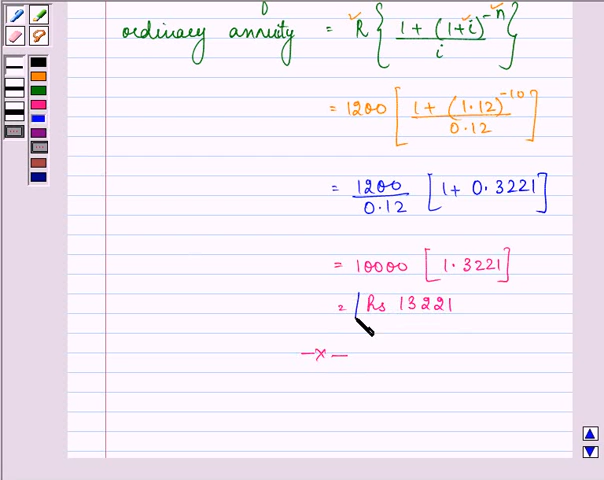 ordinary annuity = R { 1 + (1+i)^-n / i }
= 1200 [ 1 + (1.12)^-10 / 0.12 ]
= 1200 / 0.12 [ 1 + 0.3221 ]
= 10000 [ 1.3221 ]
= Rs 13221
—x—